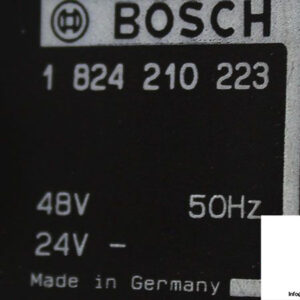 BOSCH
1 824 210 223
48V 50Hz
24V -
Made in Germany